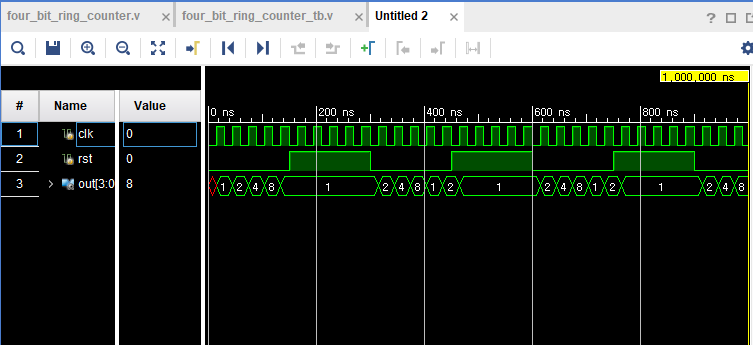 four_bit_ring_counter.v × four_bit_ring_counter_tb.v × Untitled 2 ×
? □
1,000,000 ns
# Name Value
0 ns 200 ns 400 ns 600 ns 800 ns
1 clk 0
2 rst 0
3 > out[3:0 8 1 2 4 8 1 2 4 8 1 2 1 2 4 8 1 2 1 2 4 8